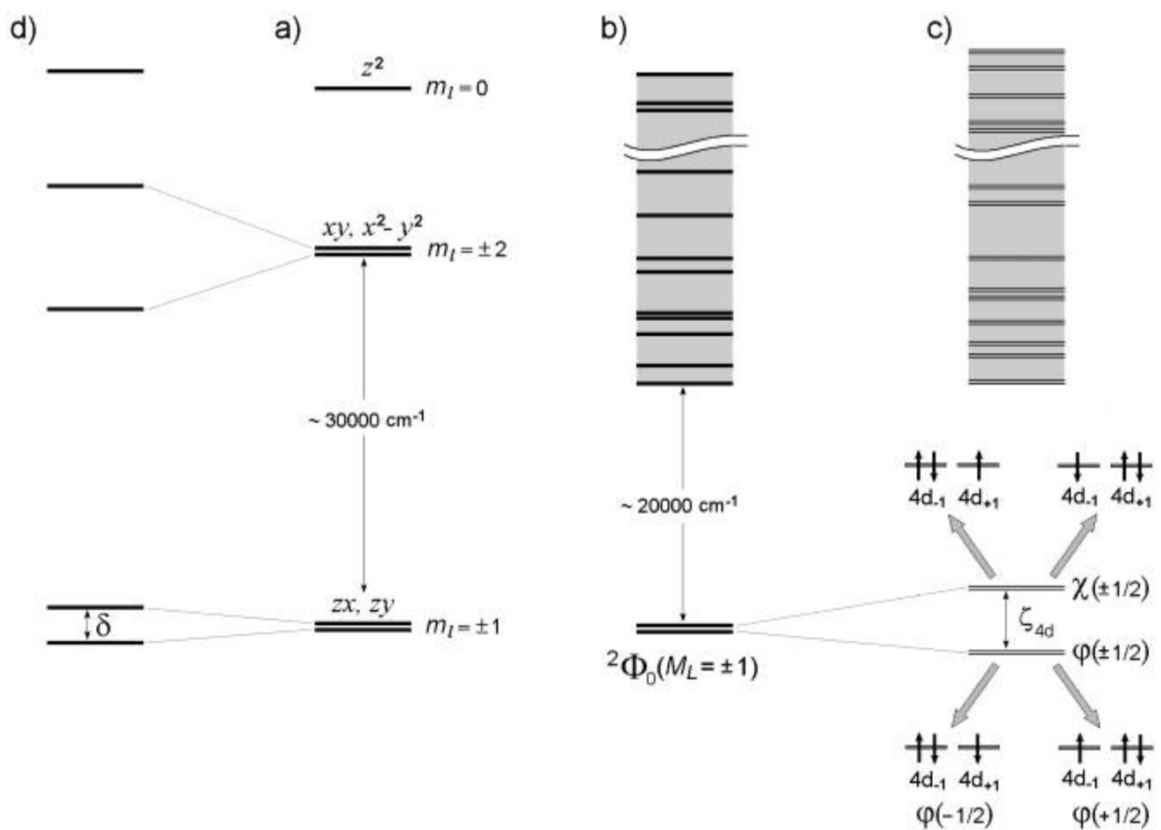 d)
a)
b)
c)
z²
m_l = 0
xy, x² - y²
m_l = ± 2
~ 30000 cm⁻¹
~ 20000 cm⁻¹
4d₋₁ 4d₊₁ 4d₋₁ 4d₊₁
χ(±1/2)
δ
zx, zy
m_l = ±1
ζ₄d
φ(±1/2)
²Φ₀(M_L = ±1)
4d₋₁ 4d₊₁ 4d₋₁ 4d₊₁
φ(−1/2) φ(+1/2)